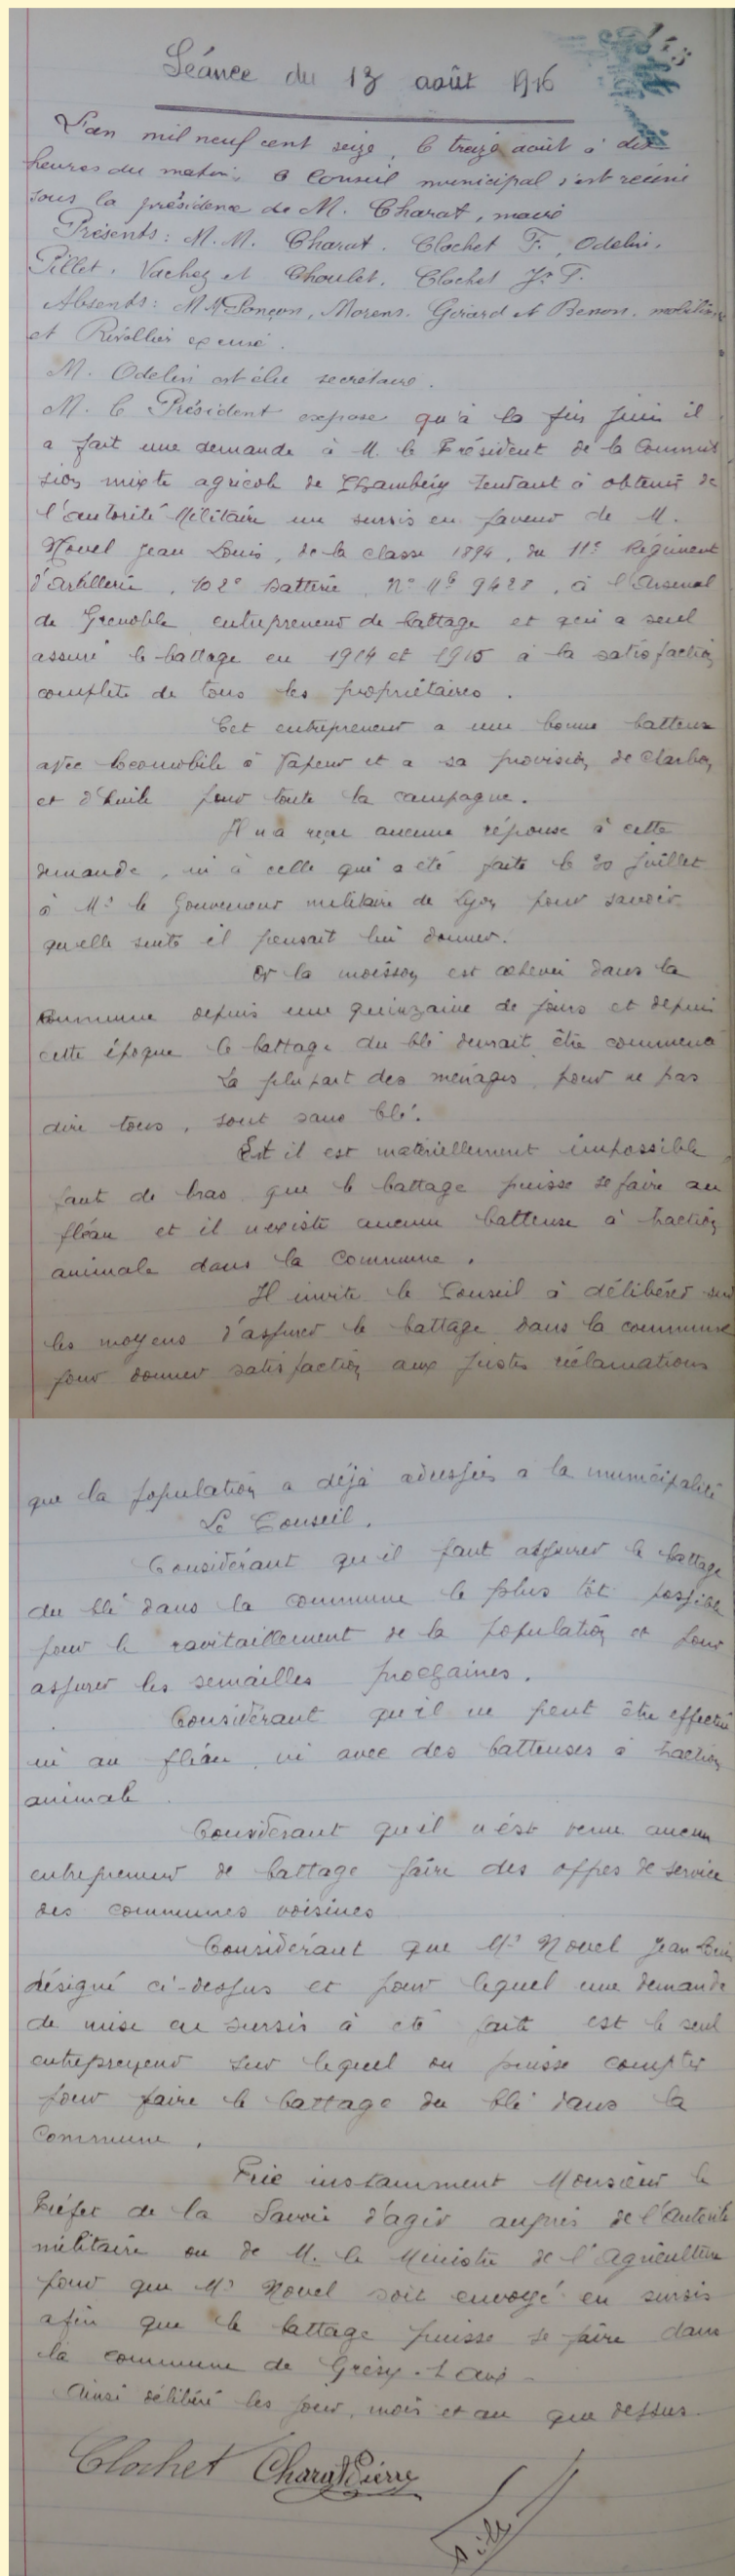 143
Séance du 13 août 1916
L'an mil neuf cent seize, le treize août à dix
heures du matin, le Conseil municipal s'est réuni
sous la présidence de M. Charat, maire
Présents: M.M. Charat. Clochet F., Odelin,
Pillet, Vachez et Choulet, Clochet J. F.
Absents: MM Ponçon, Morens, Girard et Benon, mobilisés
et Révollier excusé.
M. Odelin est élu secrétaire.
M. le Président expose qu'à la fin juin il
a fait une demande à M. le Président de la Commis
sion mixte agricole de Chambéry tendant à obtenir de
l'autorité Militaire un sursis en faveur de M.
Novel Jean Louis, de la classe 1894, du 11e Régiment
d'Artillerie, 102e Batterie, N° Mle 9428, à l'Arsenal
de Grenoble, entrepreneur de battage et qui a seul
assuré le battage en 1914 et 1915 à la satisfaction
complète de tous les propriétaires.
Cet entrepreneur a une bonne batteuse
avec locomobile à vapeur et a sa provision de charbon
et d'huile pour toute la campagne.
Il n'a reçu aucune réponse à cette
demande, ni à celle qui a été faite le 30 juillet
à Mr le Gouverneur militaire de Lyon pour savoir
quelle suite il pensait lui donner.
Or la moisson est achevée dans la
commune depuis une quinzaine de jours et depuis
cette époque le battage du blé devrait être commencé
La plupart des ménages, pour ne pas
dire tous, sont sans blé.
Et il est matériellement impossible,
faut de bras que le battage puisse se faire au
fléau et il n'existe aucune batteuse à traction
animale dans la Commune.
Il invite le Conseil à délibérer sur
les moyens d'assurer le battage dans la commune
pour donner satisfaction aux justes réclamations
que la population a déjà adressées a la municipalité
Le Conseil,
Considérant qu'il faut assurer le battage
du blé dans la commune le plus tôt possible
pour le ravitaillement de la population et pour
assurer les semailles prochaines.
Considérant qu'il ne peut être effectué
ni au fléau, ni avec des batteuses à traction
animale.
Considérant qu'il n'est venu aucun
entrepreneur de battage faire des offres de service
des communes voisines
Considérant que Mr Novel Jean Louis
désigné ci-dessus et pour lequel une demande
de mise en sursis à été faite est le seul
entrepreneur sur lequel on puisse compter
pour faire le battage du blé dans la
Commune.
Prie instamment Monsieur le
Préfet de la Savoie d'agir auprès de l'Autorité
militaire ou de M. le Ministre de l'Agriculture
pour que Mr Novel soit envoyé en sursis
afin que le battage puisse se faire dans
la commune de Grésy-s-Aix-
Ainsi délibéré les jour, mois et an que dessus.
Clochet Charat Pierre